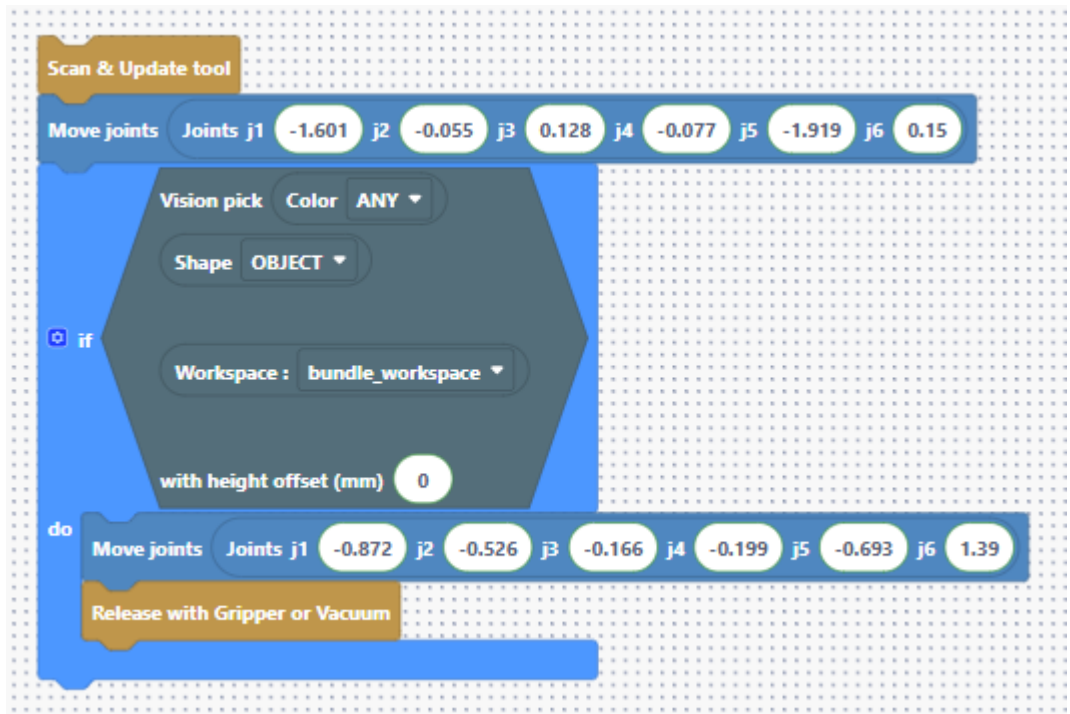 Scan & Update tool
Move joints Joints j1 -1.601 j2 -0.055 j3 0.128 j4 -0.077 j5 -1.919 j6 0.15
Vision pick Color ANY
Shape OBJECT
if
Workspace : bundle_workspace
with height offset (mm) 0
do
Move joints Joints j1 -0.872 j2 -0.526 j3 -0.166 j4 -0.199 j5 -0.693 j6 1.39
Release with Gripper or Vacuum